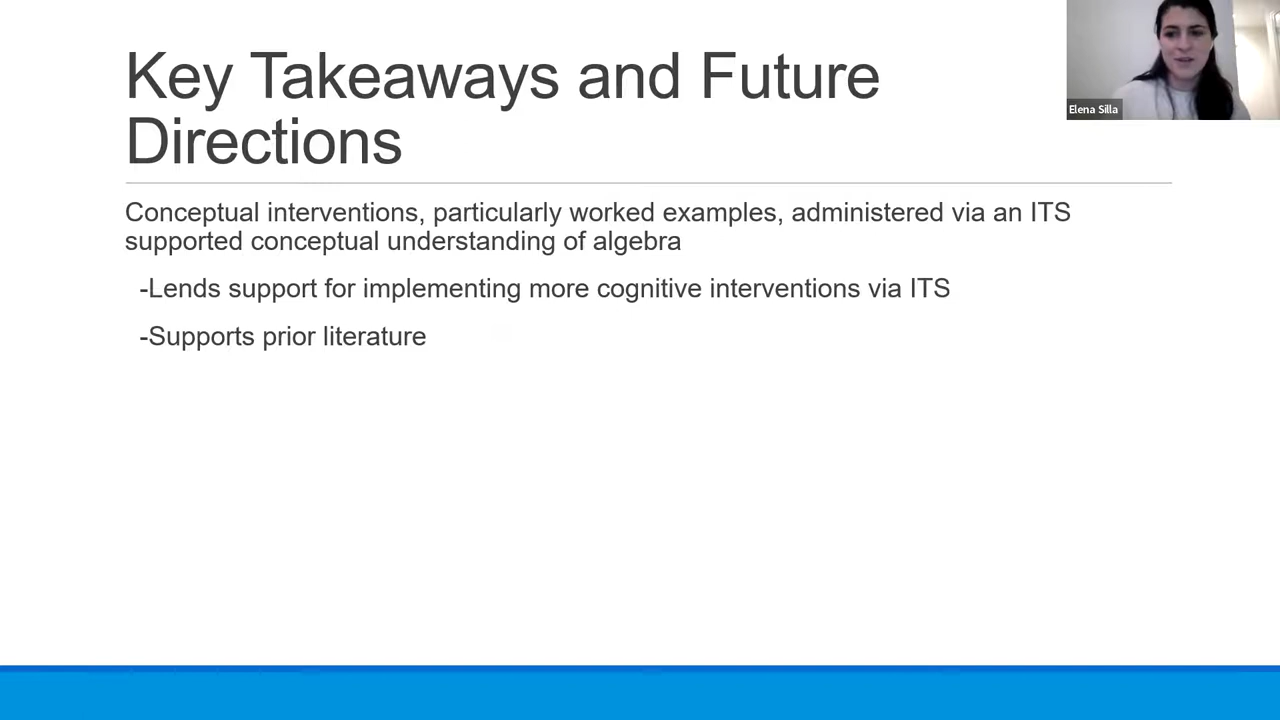 Key Takeaways and Future
Directions
Elena Silla
Conceptual interventions, particularly worked examples, administered via an ITS
supported conceptual understanding of algebra
-Lends support for implementing more cognitive interventions via ITS
-Supports prior literature